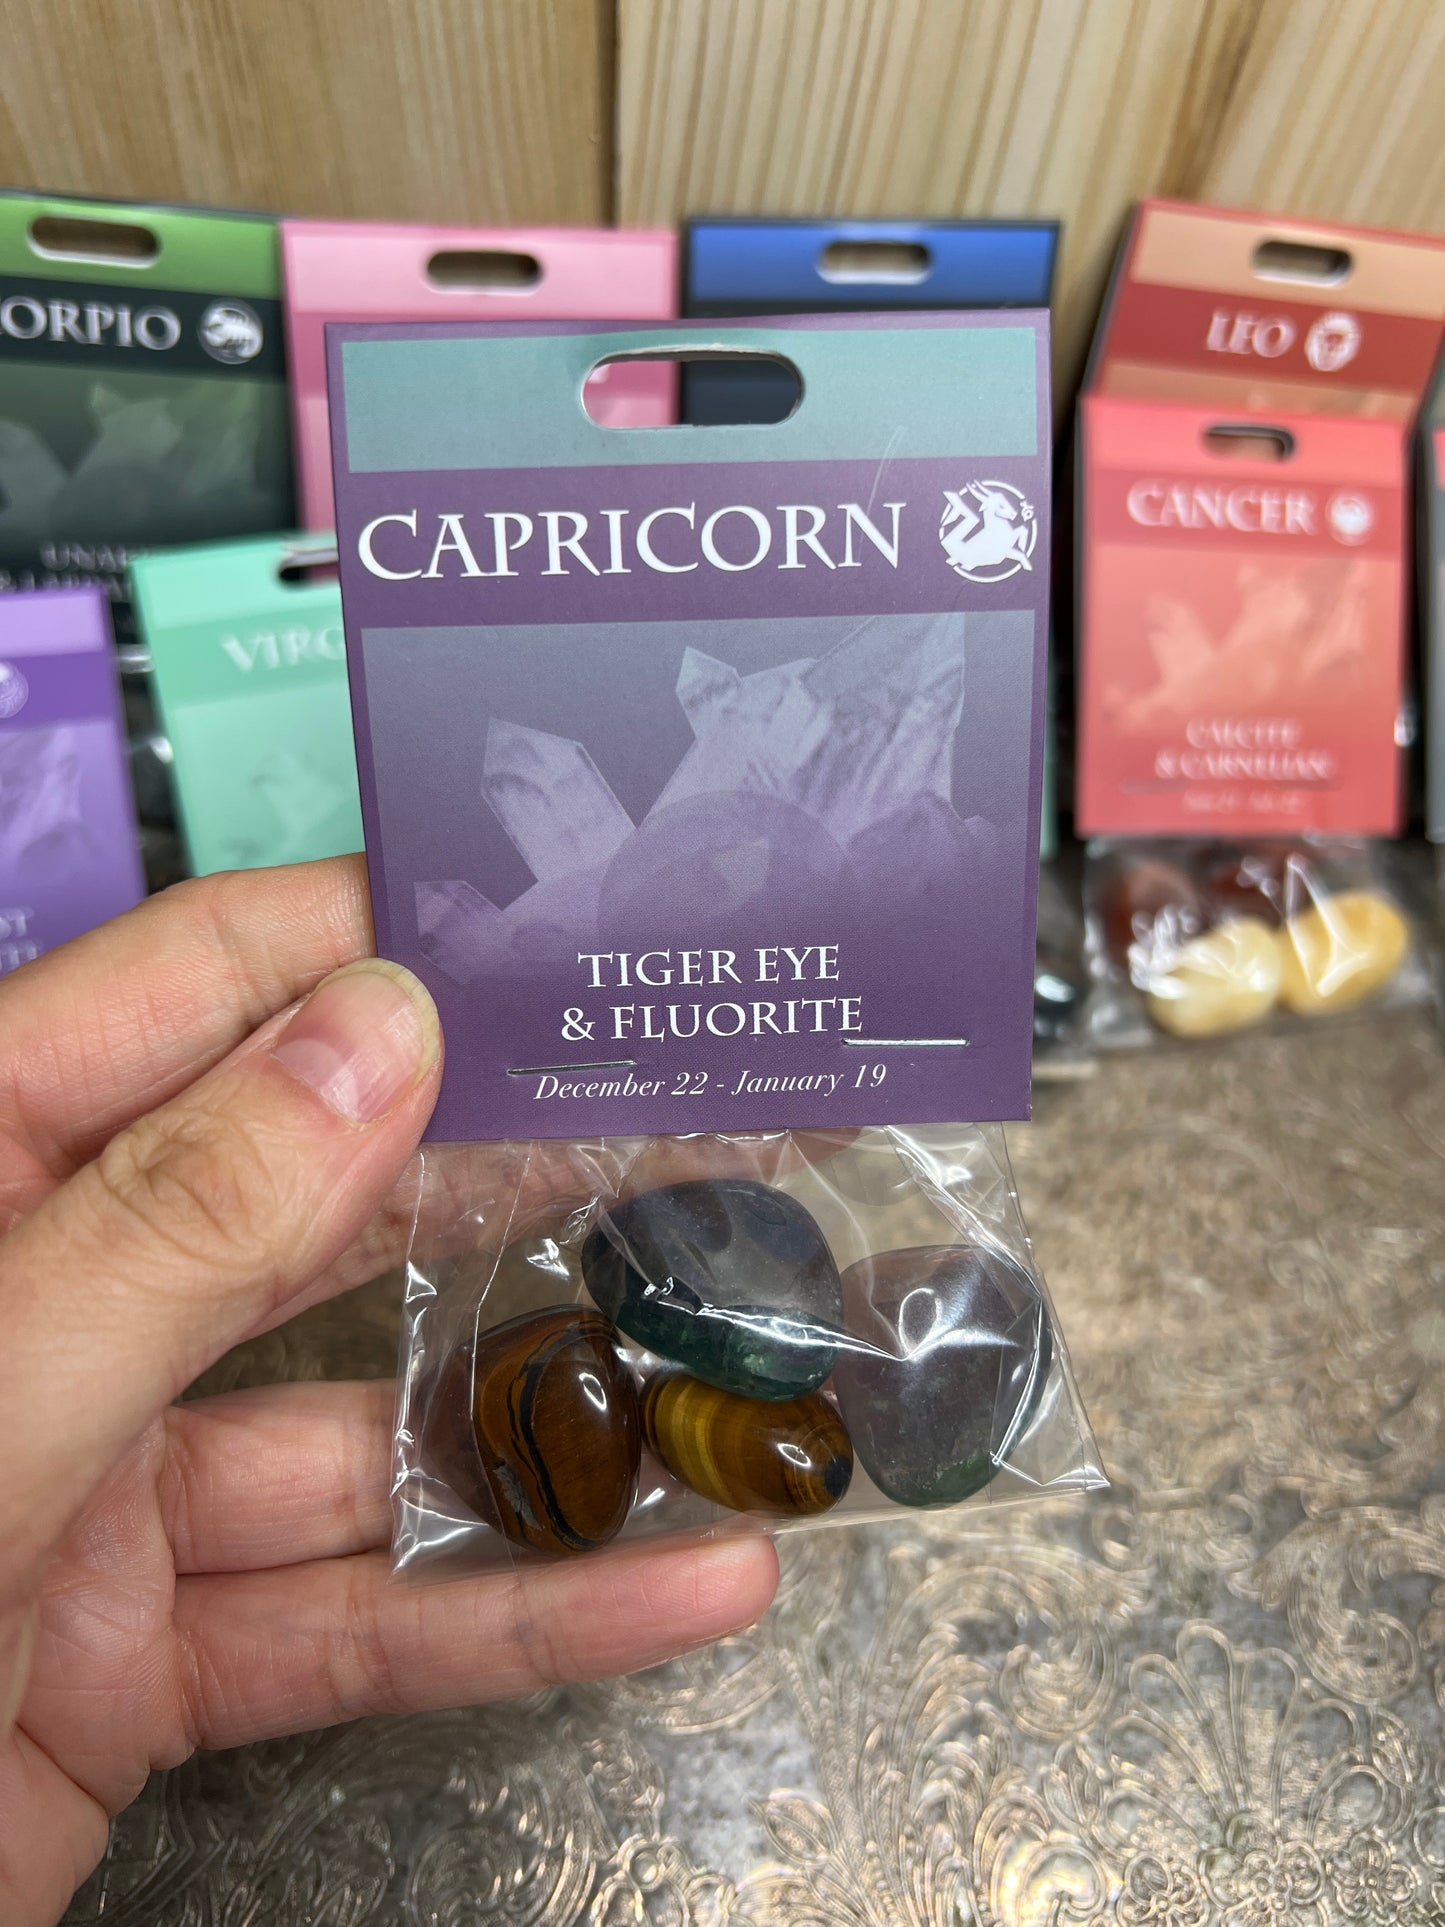 ORPIO
LEO
CAPRICORN
CANCER
VIRG
CALCITE
& CARNELIAN
TIGER EYE
& FLUORITE
December 22 - January 19